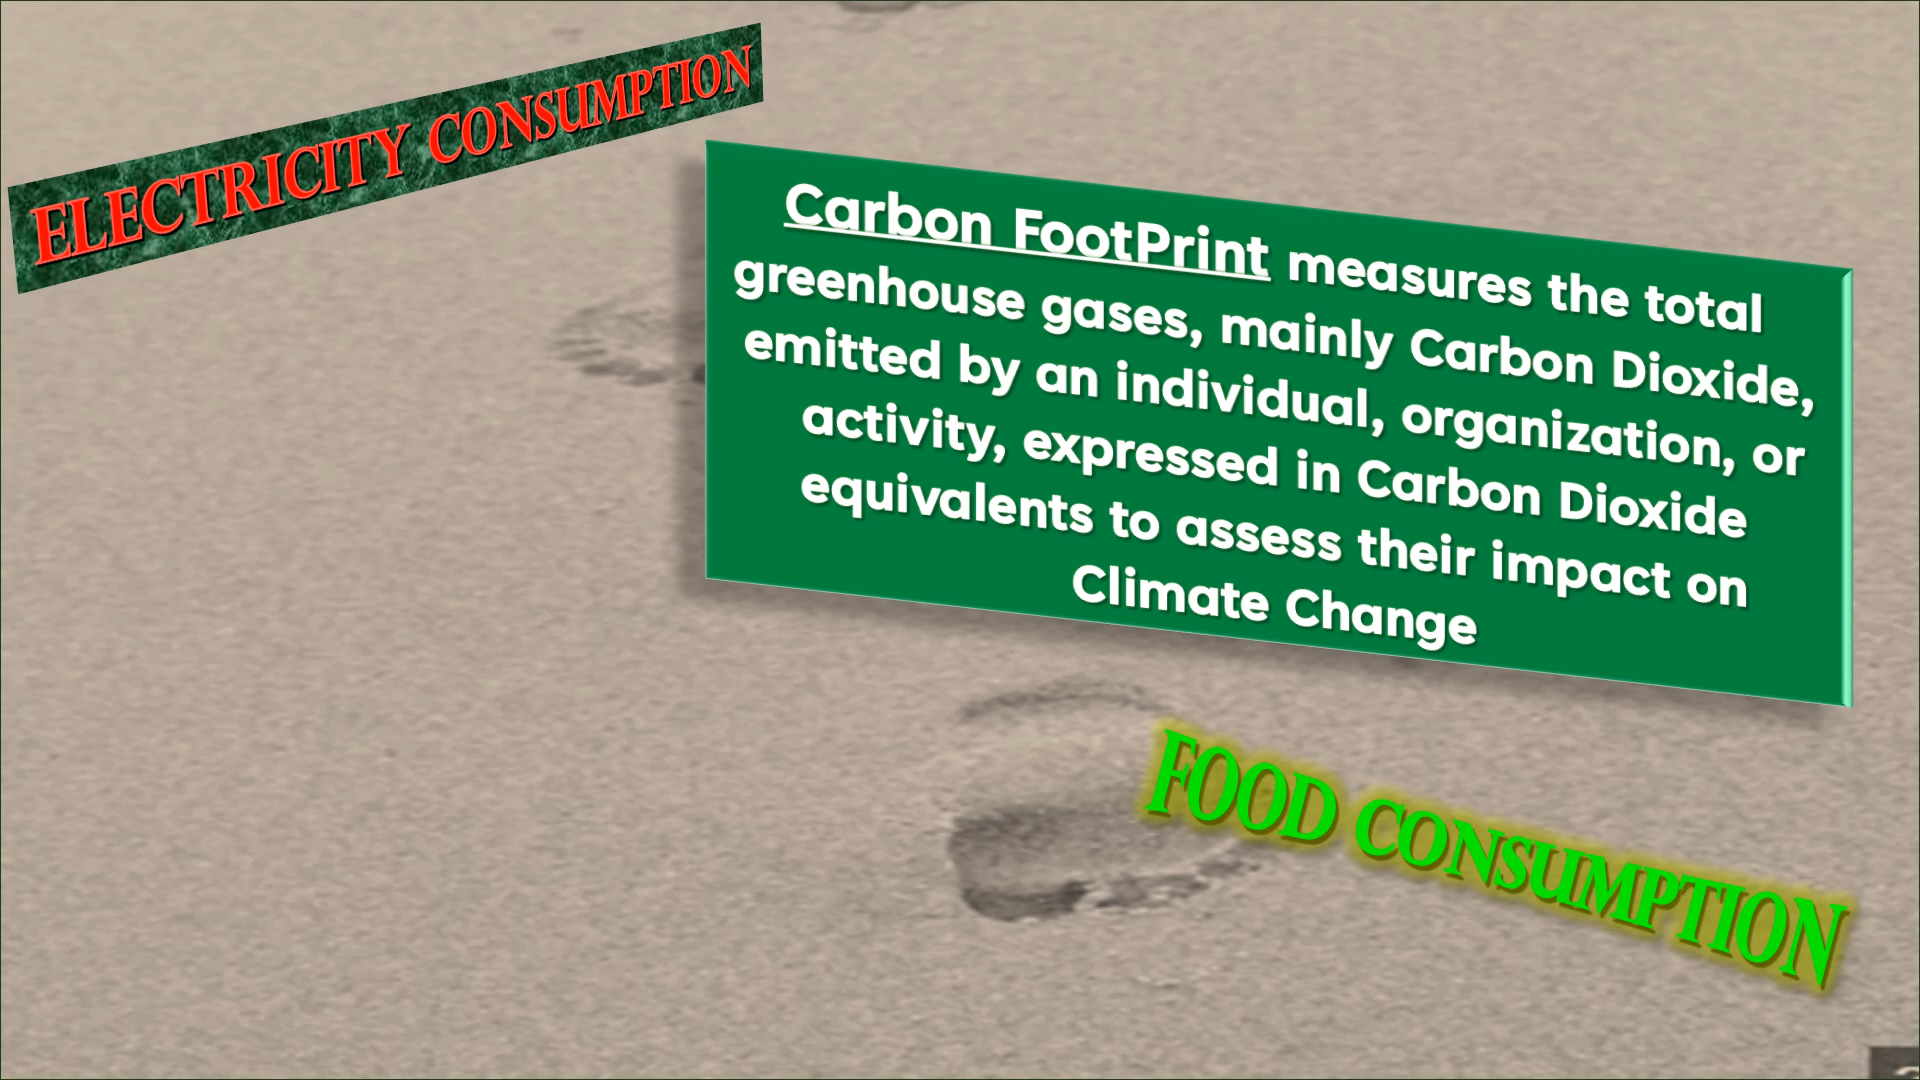 ELECTRICITY CONSUMPTION
Carbon FootPrint measures the total
greenhouse gases, mainly Carbon Dioxide,
emitted by an individual, organization, or
activity, expressed in Carbon Dioxide
equivalents to assess their impact on
Climate Change
FOOD CONSUMPTION